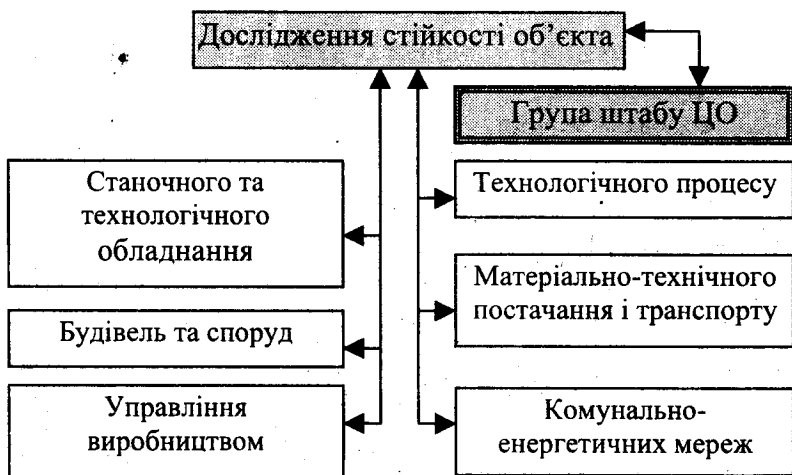 Дослідження стійкості об’єкта
Група штабу ЦО
Станочного та
технологічного
обладнання
Будівель та споруд
Управління
виробництвом
Технологічного процесу
Матеріально-технічного
постачання і транспорту
Комунально-
енергетичних мереж